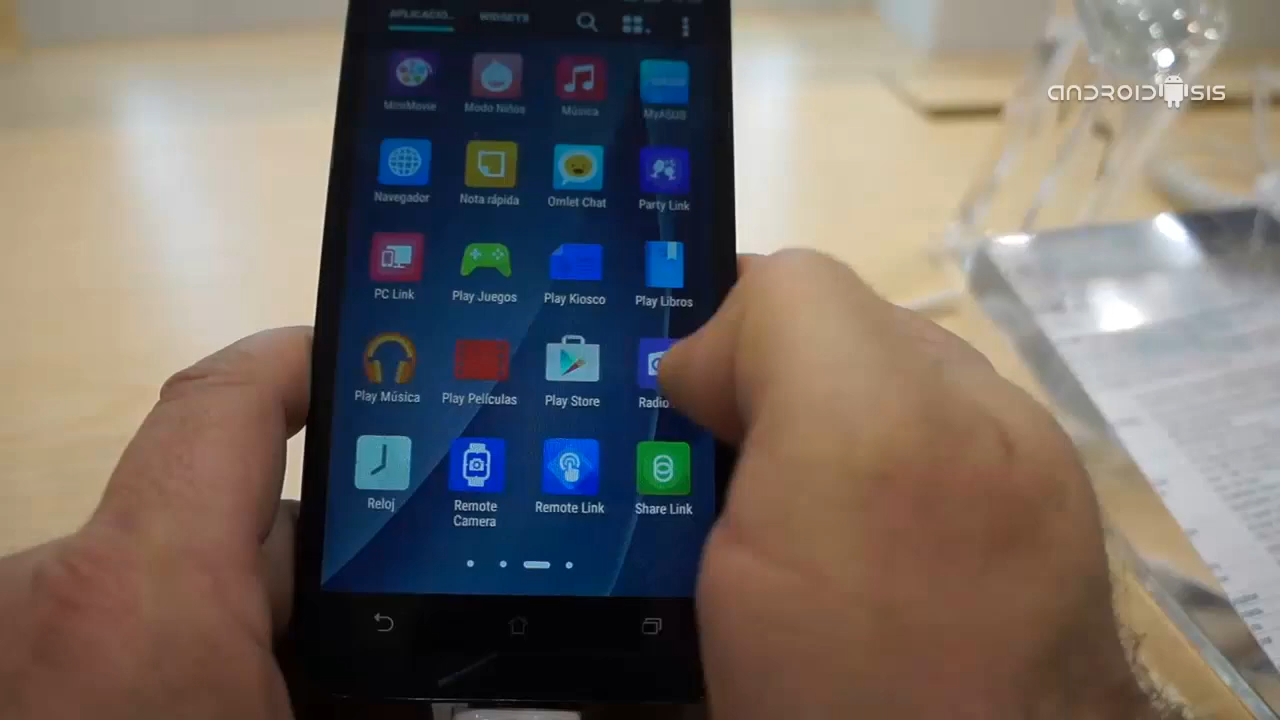 APLICACIO... WIDGETS
ANDROIDSIS
MiniMovie Modo Niños Música MyASUS
Navegador Nota rápida Omlet Chat Party Link
PC Link Play Juegos Play Kiosco Play Libros
Play Música Play Películas Play Store Radio
Reloj Remote Camera Remote Link Share Link